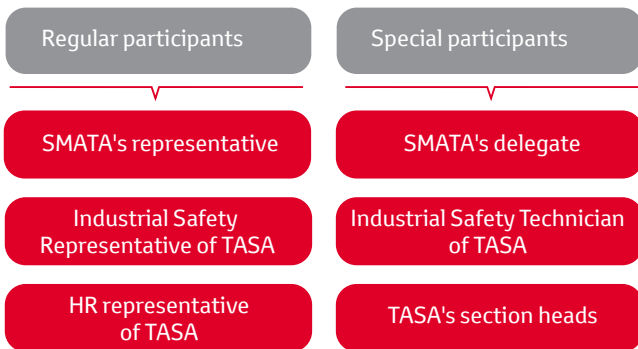 Regular participants
SMATA's representative
Industrial Safety
Representative of TASA
HR representative
of TASA
Special participants
SMATA's delegate
Industrial Safety Technician
of TASA
TASA's section heads